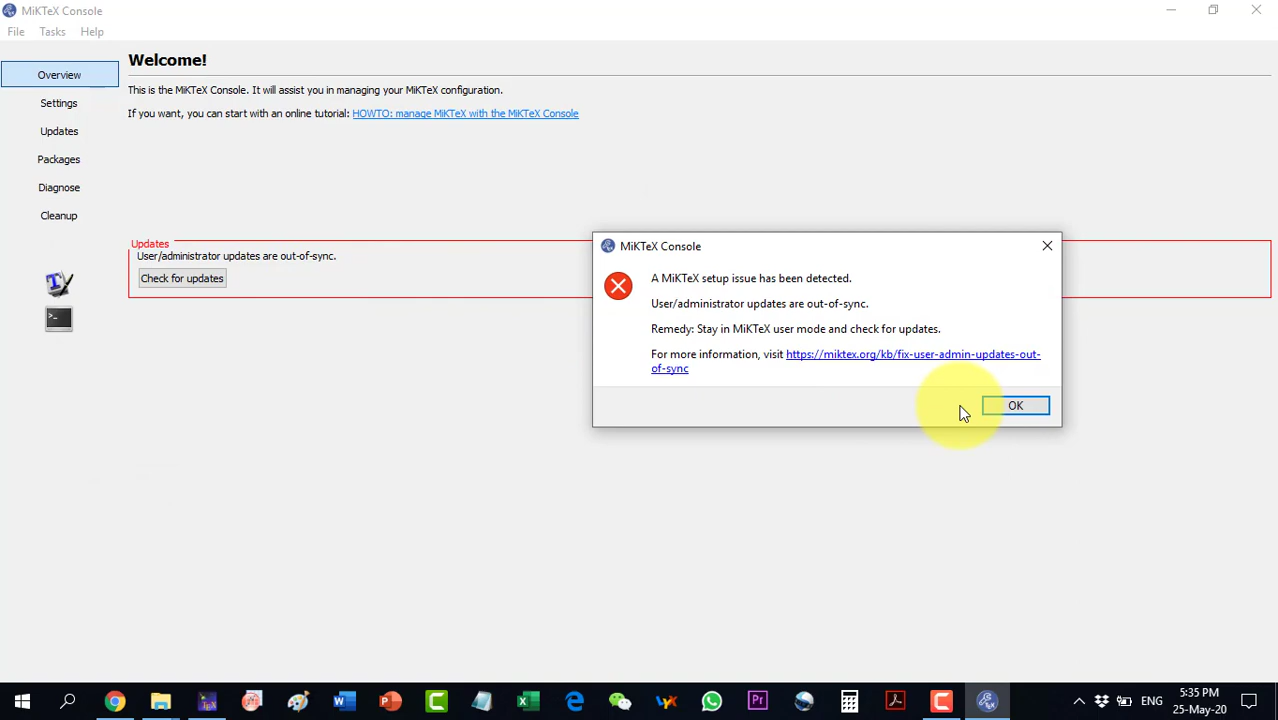 MiKTeX Console
File Tasks Help
Overview
Settings
Updates
Packages
Diagnose
Cleanup
Welcome!
This is the MiKTeX Console. It will assist you in managing your MiKTeX configuration.
If you want, you can start with an online tutorial: HOWTO: manage MiKTeX with the MiKTeX Console
Updates
User/administrator updates are out-of-sync.
Check for updates
MiKTeX Console
A MiKTeX setup issue has been detected.
User/administrator updates are out-of-sync.
Remedy: Stay in MiKTeX user mode and check for updates.
For more information, visit https://miktex.org/kb/fix-user-admin-updates-out-
of-sync
OK
ENG
5:35 PM
25-May-20